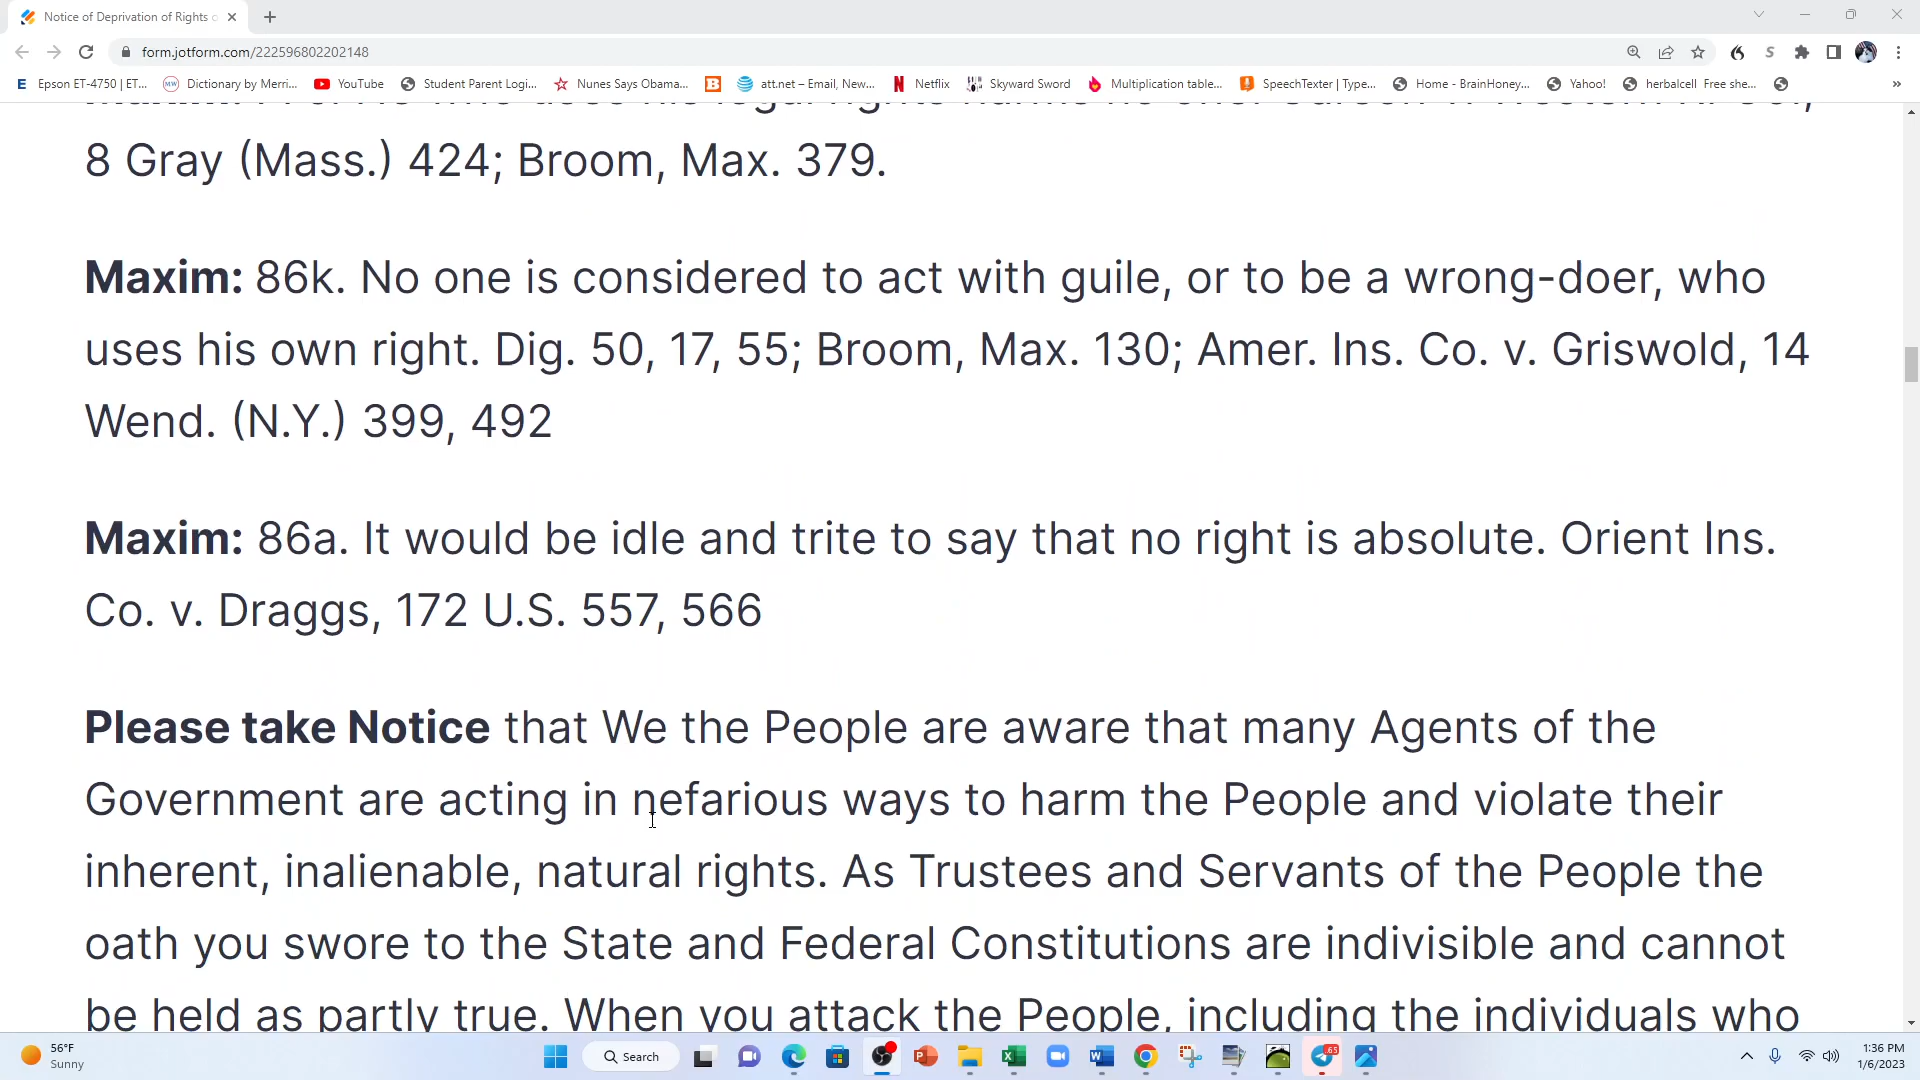 Notice of Deprivation of Rights
form.jotform.com/222596802202148
Epson ET-4750 | ET...
Dictionary by Merri...
YouTube
Student Parent Logi...
Nunes Says Obama...
att.net – Email, New...
Netflix
Skyward Sword
Multiplication table...
SpeechTexter | Type...
Home - BrainHoney...
Yahoo!
herbalcell Free she...
»
8 Gray (Mass.) 424; Broom, Max. 379.
Maxim: 86k. No one is considered to act with guile, or to be a wrong-doer, who
uses his own right. Dig. 50, 17, 55; Broom, Max. 130; Amer. Ins. Co. v. Griswold, 14
Wend. (N.Y.) 399, 492
Maxim: 86a. It would be idle and trite to say that no right is absolute. Orient Ins.
Co. v. Draggs, 172 U.S. 557, 566
Please take Notice that We the People are aware that many Agents of the
Government are acting in nefarious ways to harm the People and violate their
inherent, inalienable, natural rights. As Trustees and Servants of the People the
oath you swore to the State and Federal Constitutions are indivisible and cannot
be held as partly true. When you attack the People, including the individuals who
56°F
Sunny
Search
65
1:36 PM
1/6/2023